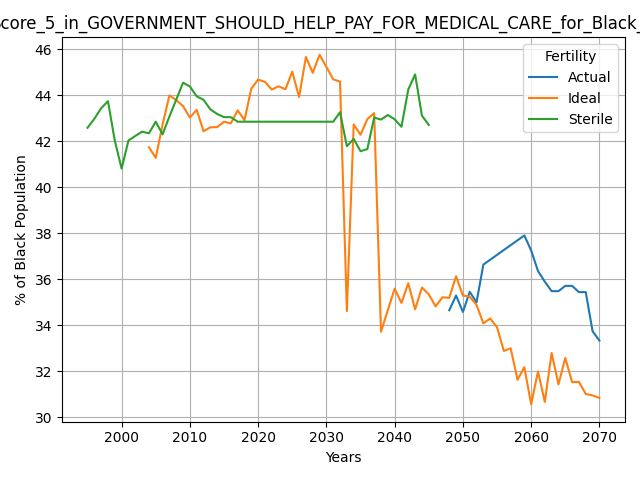 score_5_in_GOVERNMENT_SHOULD_HELP_PAY_FOR_MEDICAL_CARE_for_Black_
46
44
42
40
38
36
34
32
30
% of Black Population
Fertility
Actual
Ideal
Sterile
2000 2010 2020 2030 2040 2050 2060 2070
Years